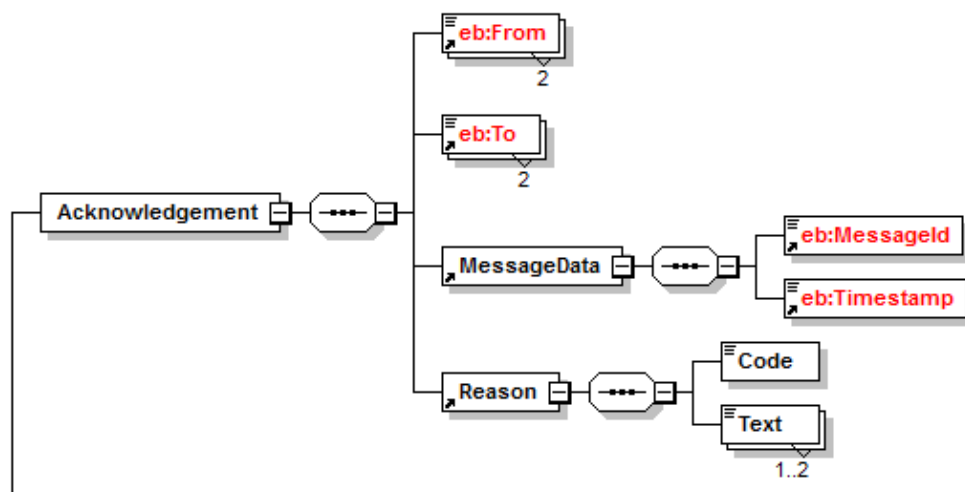 eb:From
2
eb:To
2
Acknowledgement
MessageData
eb:MessageId
eb:Timestamp
Reason
Code
Text
1..2